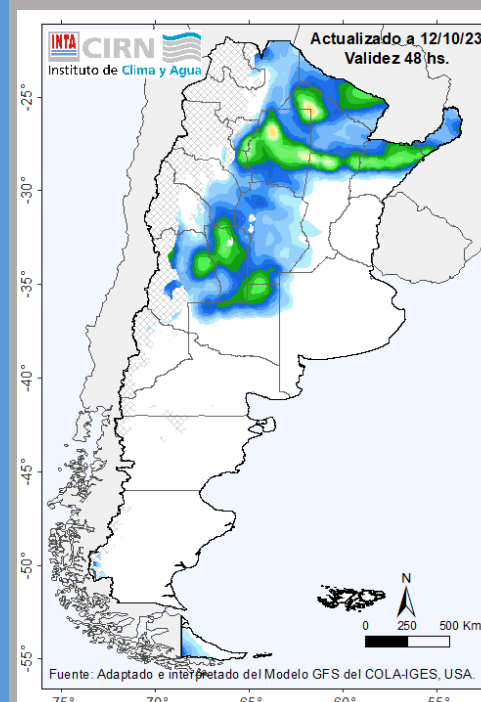 INTA CIRN
Instituto de Clima y Agua
Actualizado a 12/10/23
Validez 48 hs.
-25°
-30°
-35°
-40°
-45°
-50°
-55°
N
0 250 500 Km
Fuente: Adaptado e interpretado del Modelo GFS del COLA-IGES, USA.
-75° -70° -65° -60° -55°